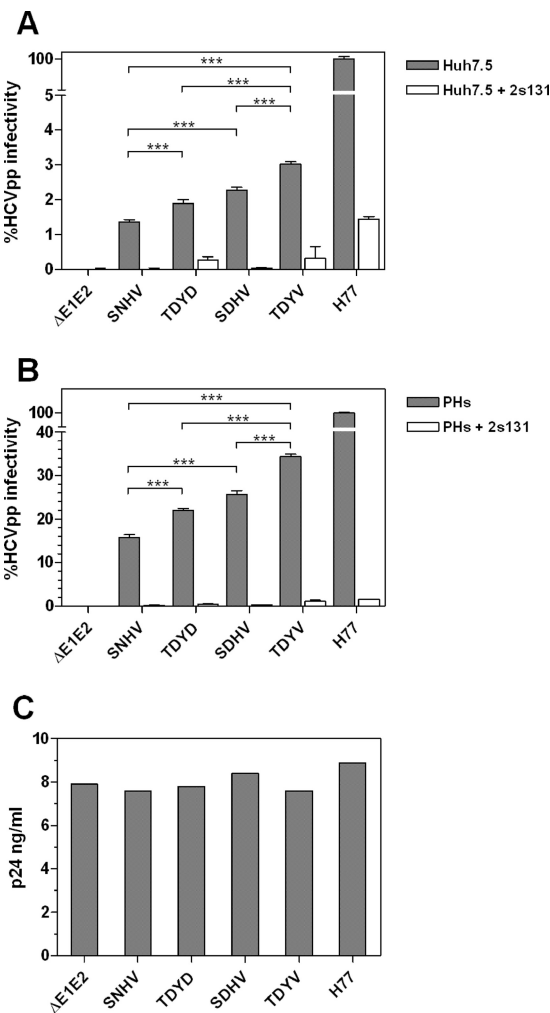 A
%HCVpp infectivity
100
5
4
3
2
1
0
***
***
***
***
***
ΔE1E2
SNHV
TDYD
SDHV
TDYV
H77
Huh7.5
Huh7.5 + 2s131
B
%HCVpp infectivity
100
40
30
20
10
0
***
***
***
***
***
ΔE1E2
SNHV
TDYD
SDHV
TDYV
H77
PHs
PHs + 2s131
C
p24 ng/ml
10
8
6
4
2
0
ΔE1E2
SNHV
TDYD
SDHV
TDYV
H77